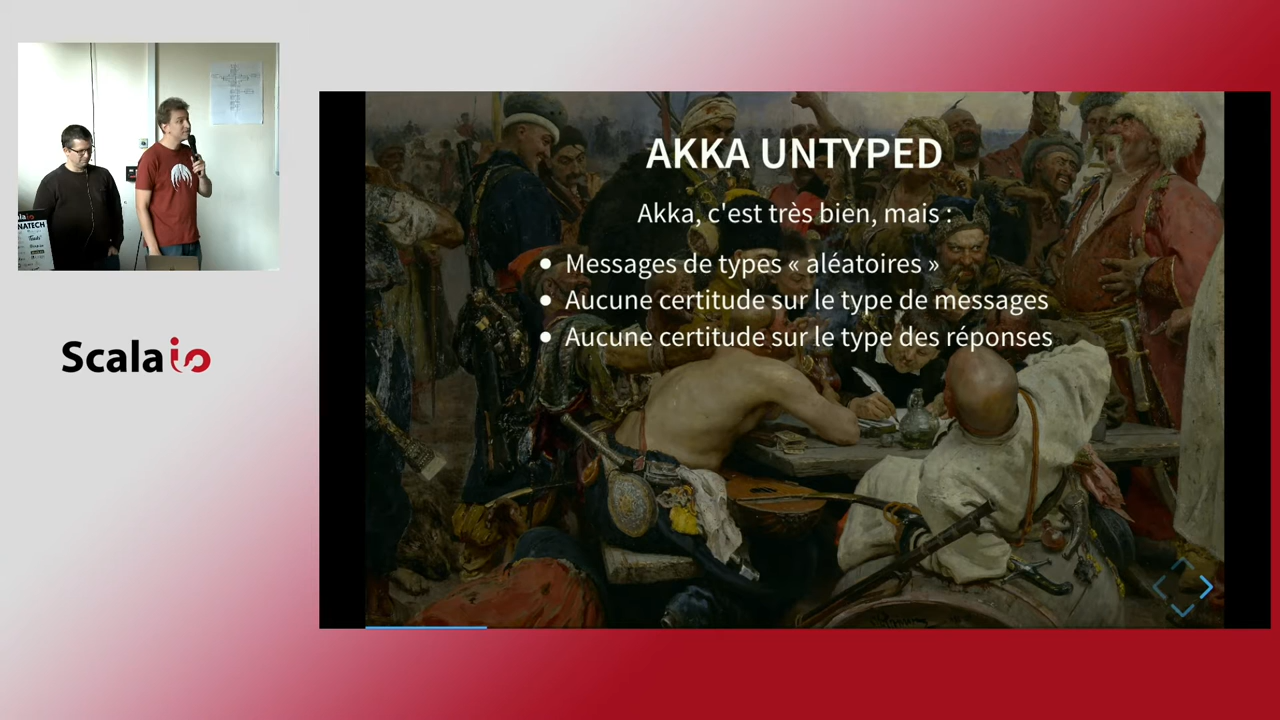 AKKA UNTYPED
Akka, c'est très bien, mais :
Messages de types « aléatoires »
Aucune certitude sur le type de messages
Aucune certitude sur le type des réponses
Scala io